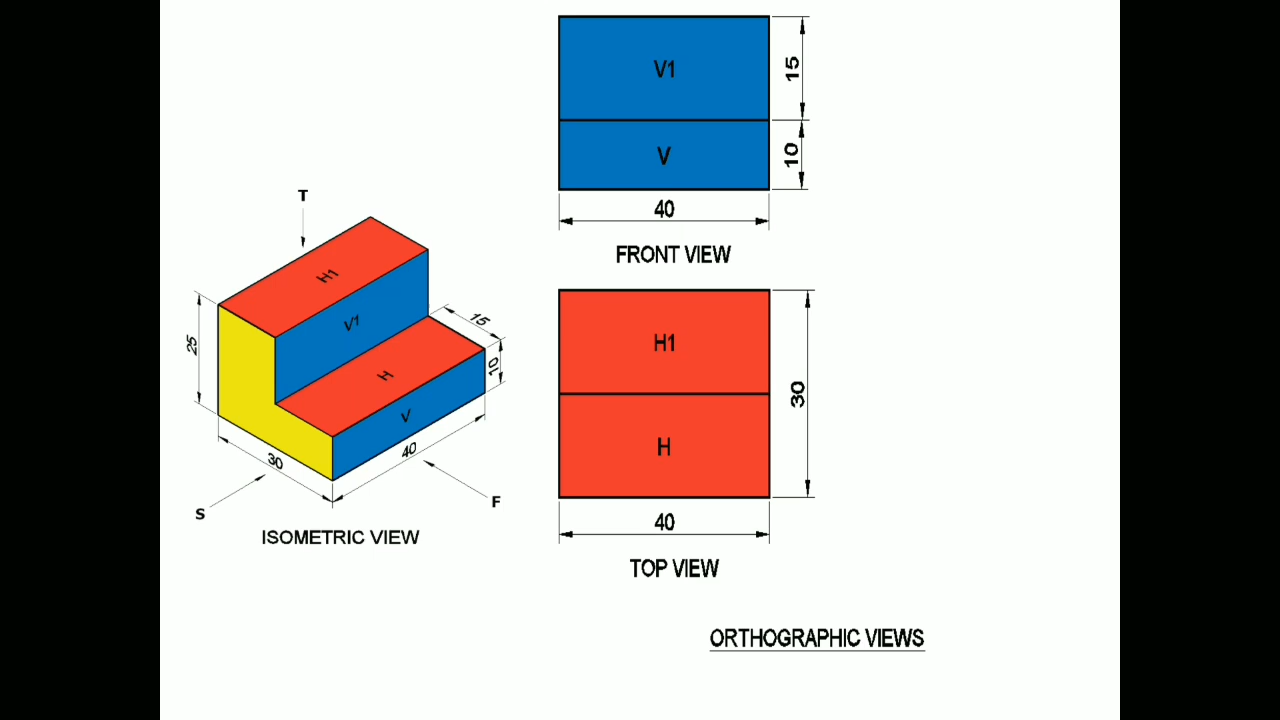 V1
15
V
10
40
FRONT VIEW
T
H1
V1
15
25
H
10
V
30
40
S
F
ISOMETRIC VIEW
H1
30
H
40
TOP VIEW
ORTHOGRAPHIC VIEWS